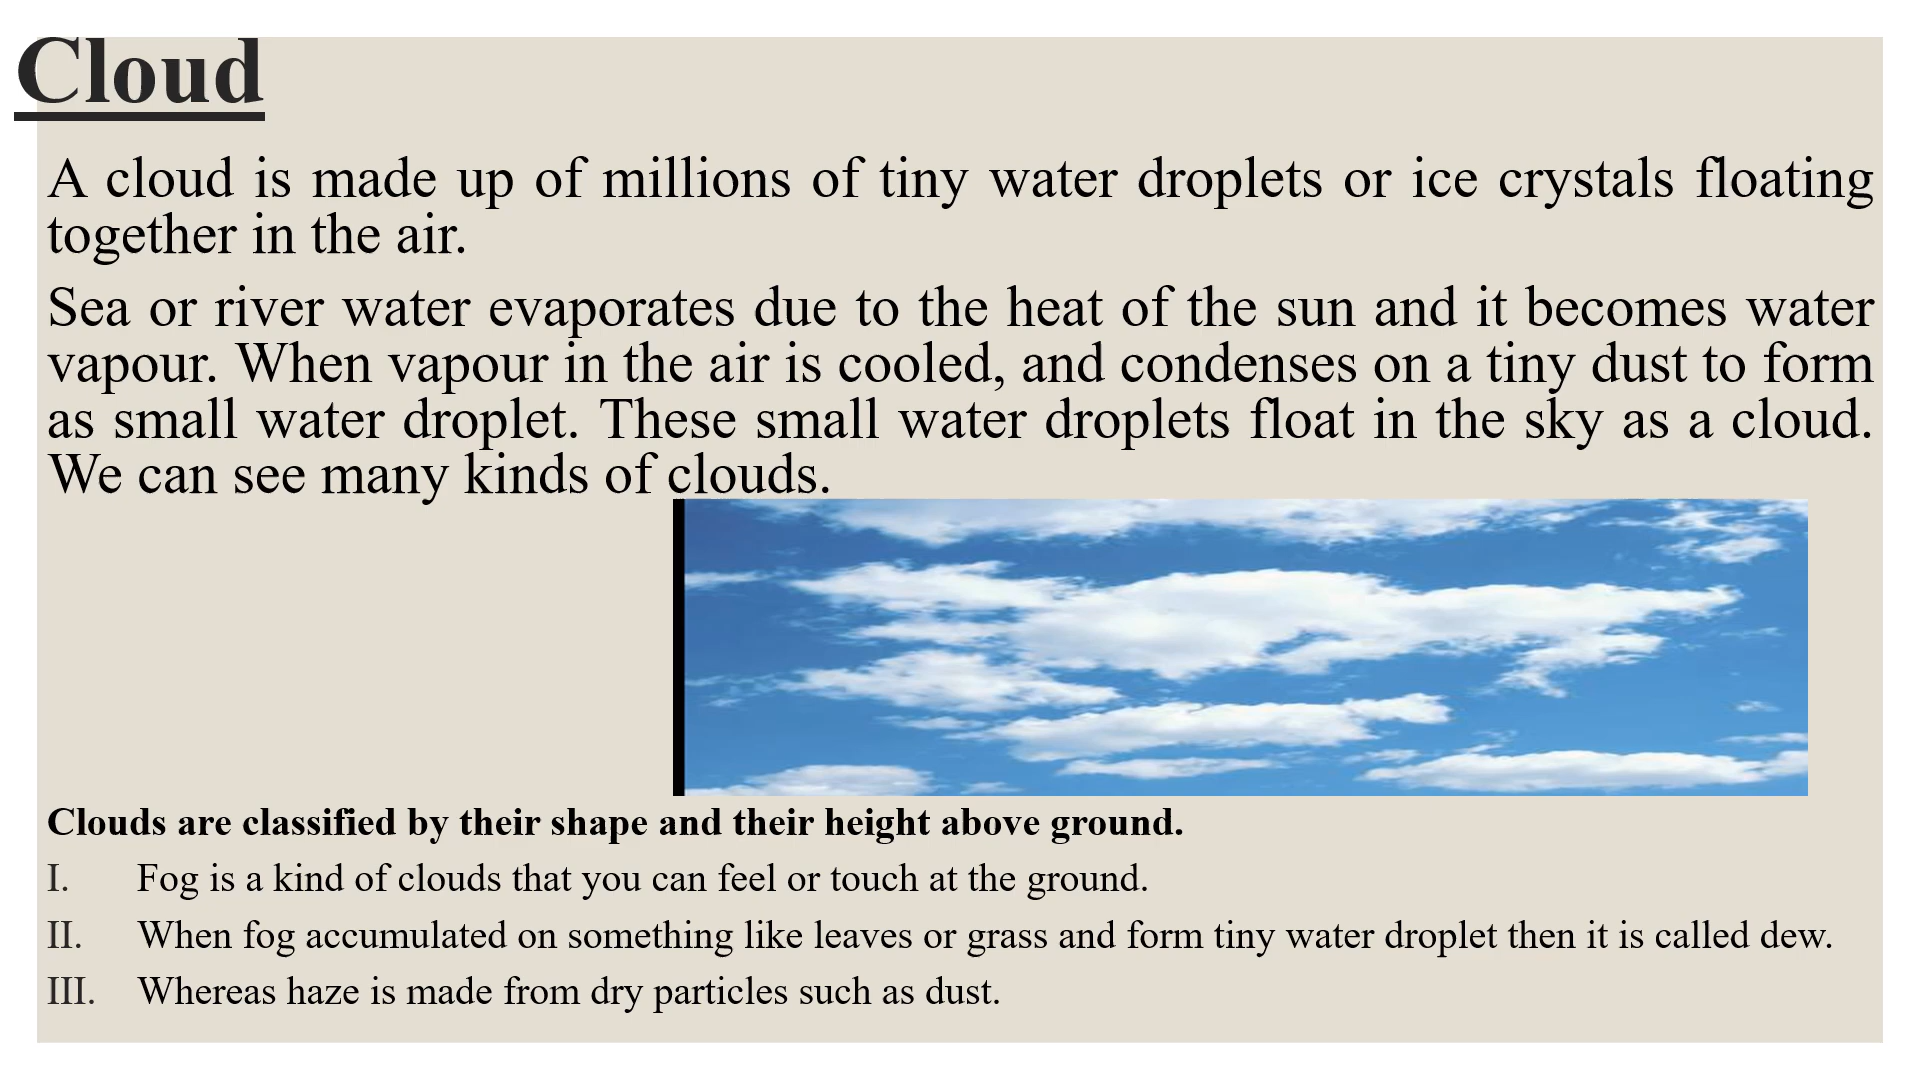 Cloud
A cloud is made up of millions of tiny water droplets or ice crystals floating
together in the air.
Sea or river water evaporates due to the heat of the sun and it becomes water
vapour. When vapour in the air is cooled, and condenses on a tiny dust to form
as small water droplet. These small water droplets float in the sky as a cloud.
We can see many kinds of clouds.
Clouds are classified by their shape and their height above ground.
I. Fog is a kind of clouds that you can feel or touch at the ground.
II. When fog accumulated on something like leaves or grass and form tiny water droplet then it is called dew.
III. Whereas haze is made from dry particles such as dust.